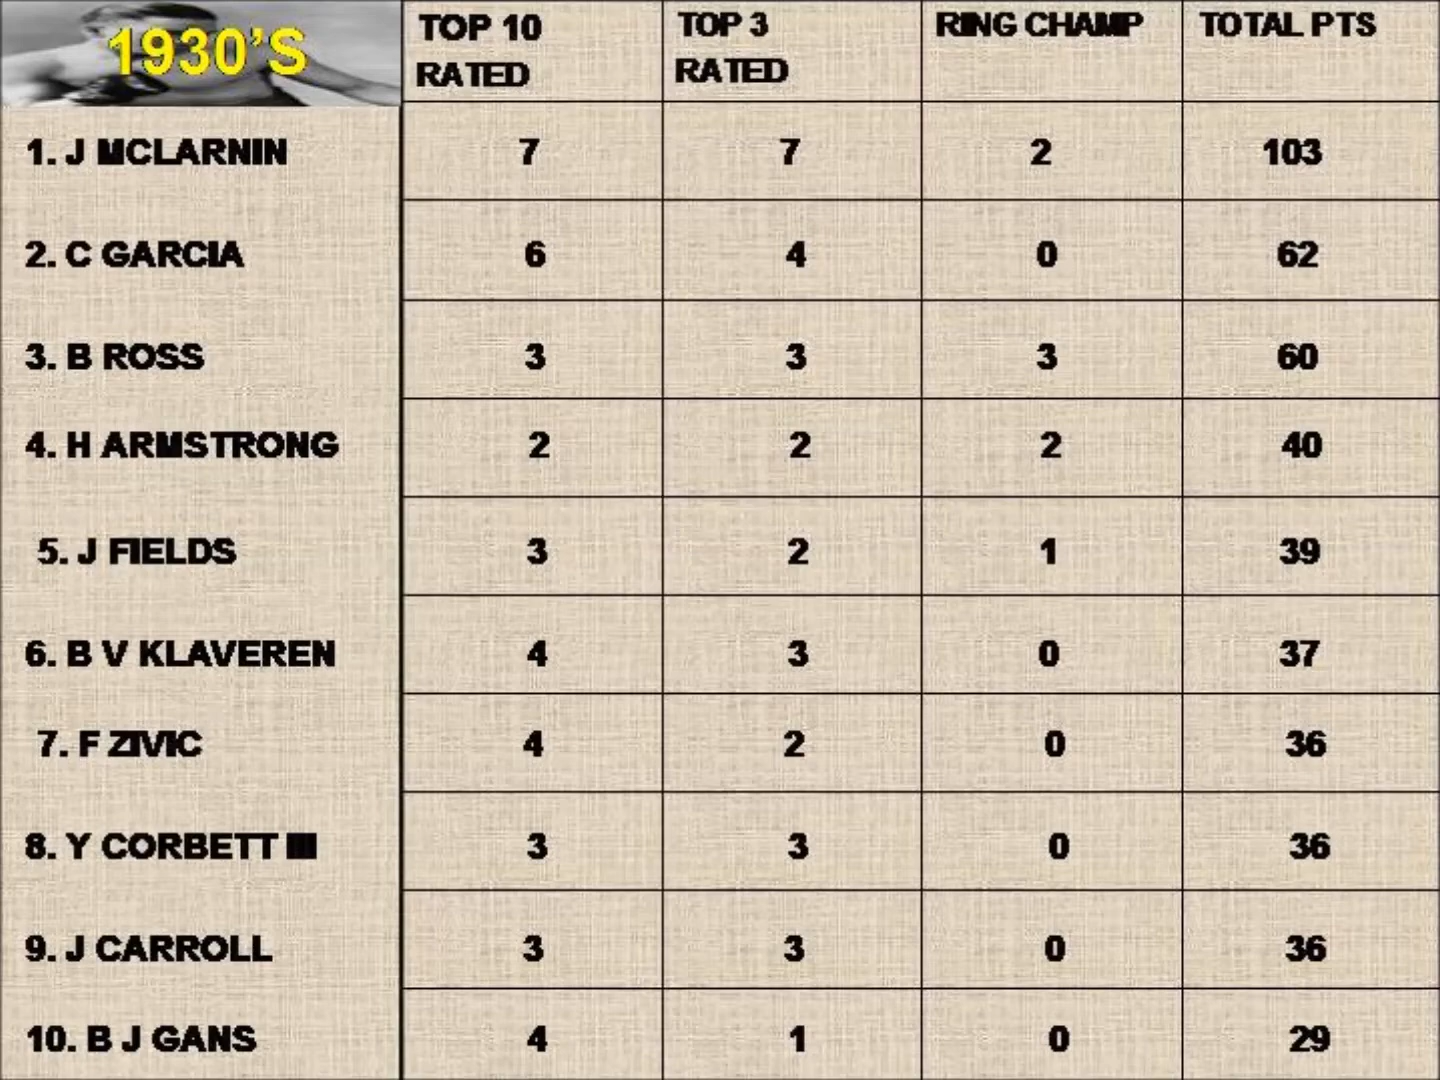 1930'S
TOP 10 RATED
TOP 3 RATED
RING CHAMP
TOTAL PTS
1. J MCLARNIN 7 7 2 103
2. C GARCIA 6 4 0 62
3. B ROSS 3 3 3 60
4. H ARMSTRONG 2 2 2 40
5. J FIELDS 3 2 1 39
6. B V KLAVEREN 4 3 0 37
7. F ZIVIC 4 2 0 36
8. Y CORBETT III 3 3 0 36
9. J CARROLL 3 3 0 36
10. B J GANS 4 1 0 29